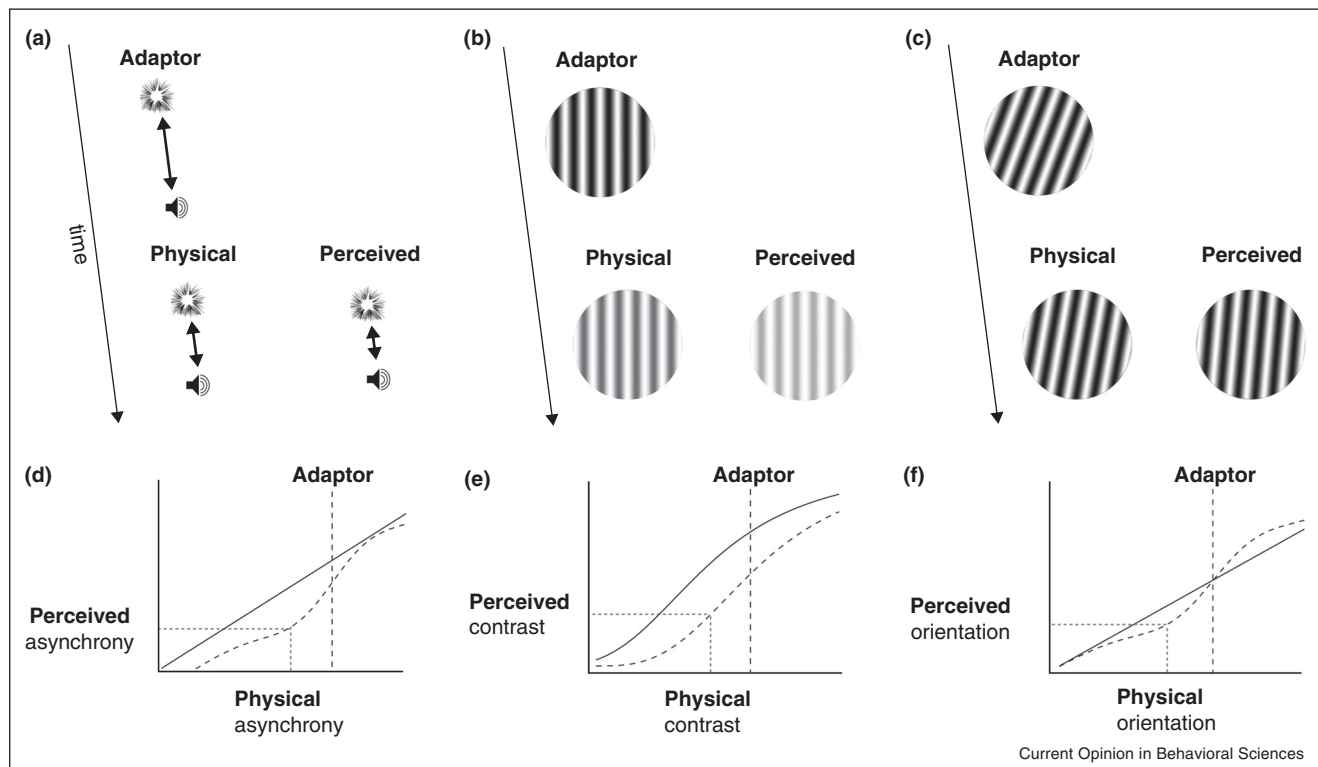 (a)
Adaptor
time
Physical
Perceived
(b)
Adaptor
Physical
Perceived
(c)
Adaptor
Physical
Perceived
(d)
Adaptor
Perceived
asynchrony
Physical
asynchrony
(e)
Adaptor
Perceived
contrast
Physical
contrast
(f)
Adaptor
Perceived
orientation
Physical
orientation
Current Opinion in Behavioral Sciences